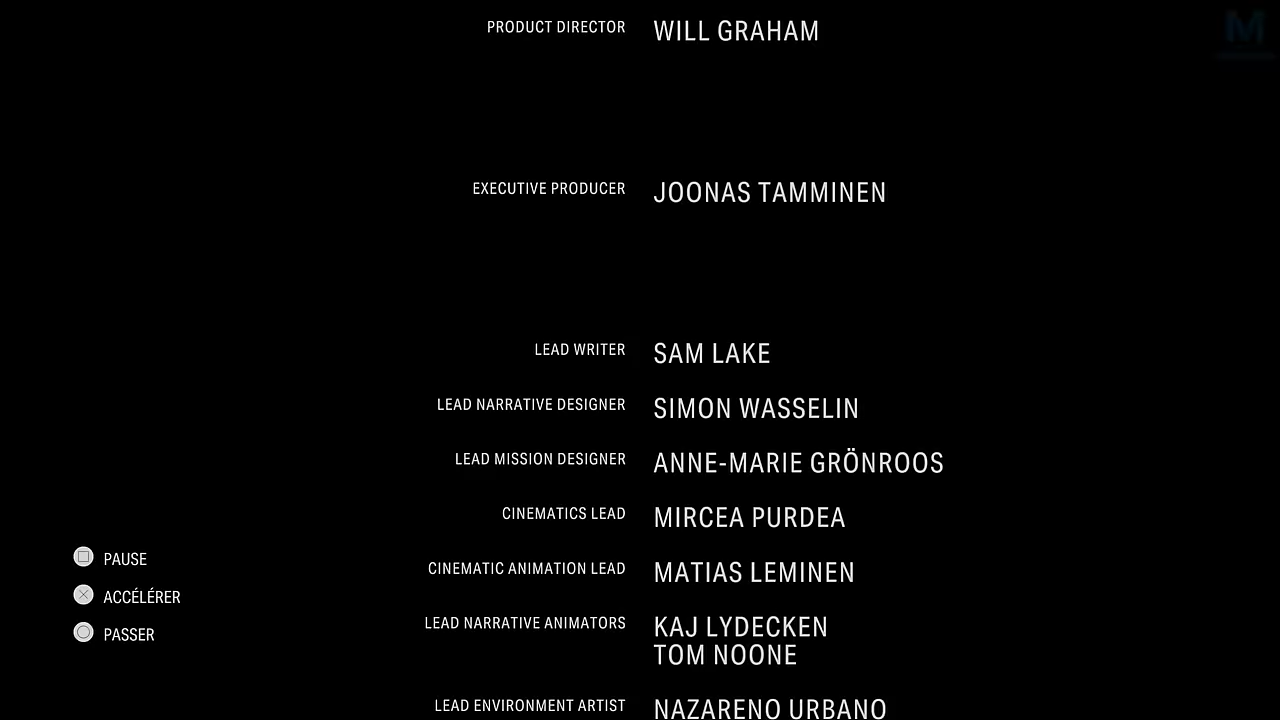 PRODUCT DIRECTOR WILL GRAHAM
EXECUTIVE PRODUCER JOONAS TAMMINEN
LEAD WRITER SAM LAKE
LEAD NARRATIVE DESIGNER SIMON WASSELIN
LEAD MISSION DESIGNER ANNE-MARIE GRÖNROOS
CINEMATICS LEAD MIRCEA PURDEA
CINEMATIC ANIMATION LEAD MATIAS LEMINEN
LEAD NARRATIVE ANIMATORS KAJ LYDECKEN
TOM NOONE
LEAD ENVIRONMENT ARTIST NAZARENO URBANO
PAUSE
ACCÉLÉRER
PASSER
M